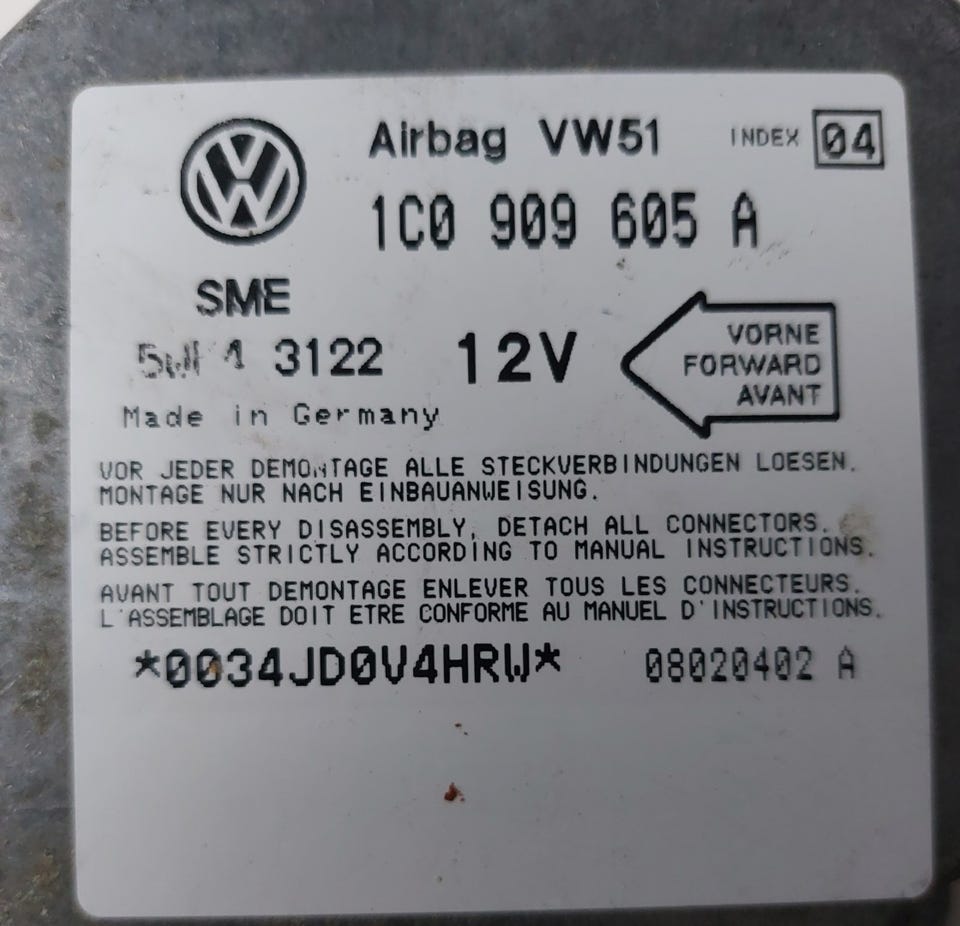 Airbag VW51 INDEX 04
1C0 909 605 A
SME
3122 12V
VORNE
FORWARD
AVANT
Made in Germany
VOR JEDER DEMONTAGE ALLE STECKVERBINDUNGEN LOESEN.
MONTAGE NUR NACH EINBAUANWEISUNG.
BEFORE EVERY DISASSEMBLY, DETACH ALL CONNECTORS.
ASSEMBLE STRICTLY ACCORDING TO MANUAL INSTRUCTIONS.
AVANT TOUT DEMONTAGE ENLEVER TOUS LES CONNECTEURS.
L'ASSEMBLAGE DOIT ETRE CONFORME AU MANUEL D'INSTRUCTIONS.
*0034JD0V4HRW* 08020402 A